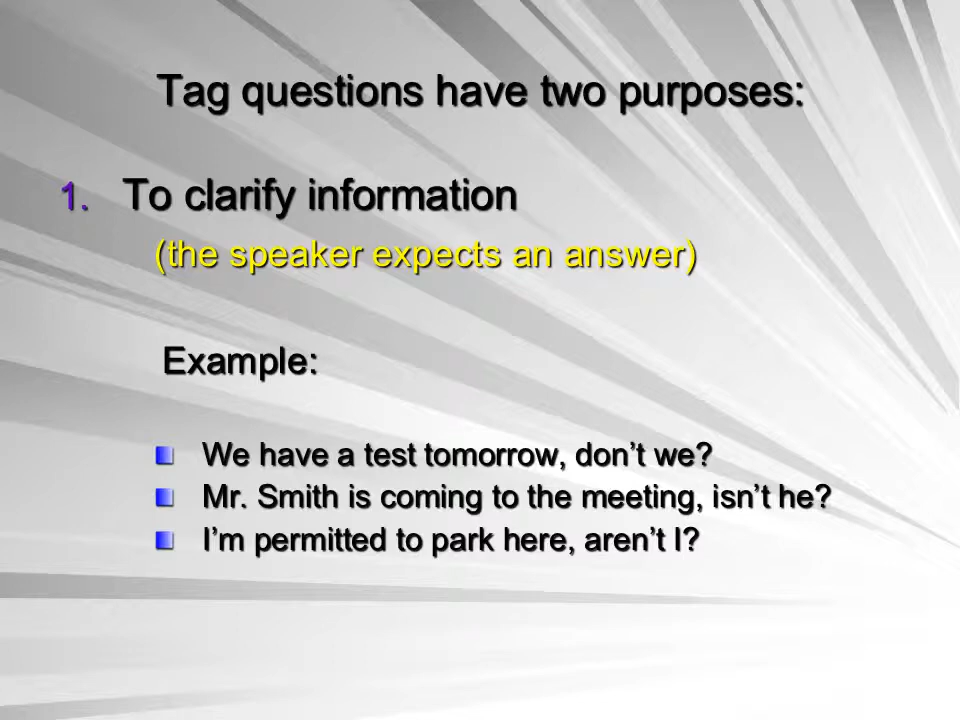 Tag questions have two purposes:
1. To clarify information
(the speaker expects an answer)
Example:
We have a test tomorrow, don’t we?
Mr. Smith is coming to the meeting, isn’t he?
I’m permitted to park here, aren’t I?